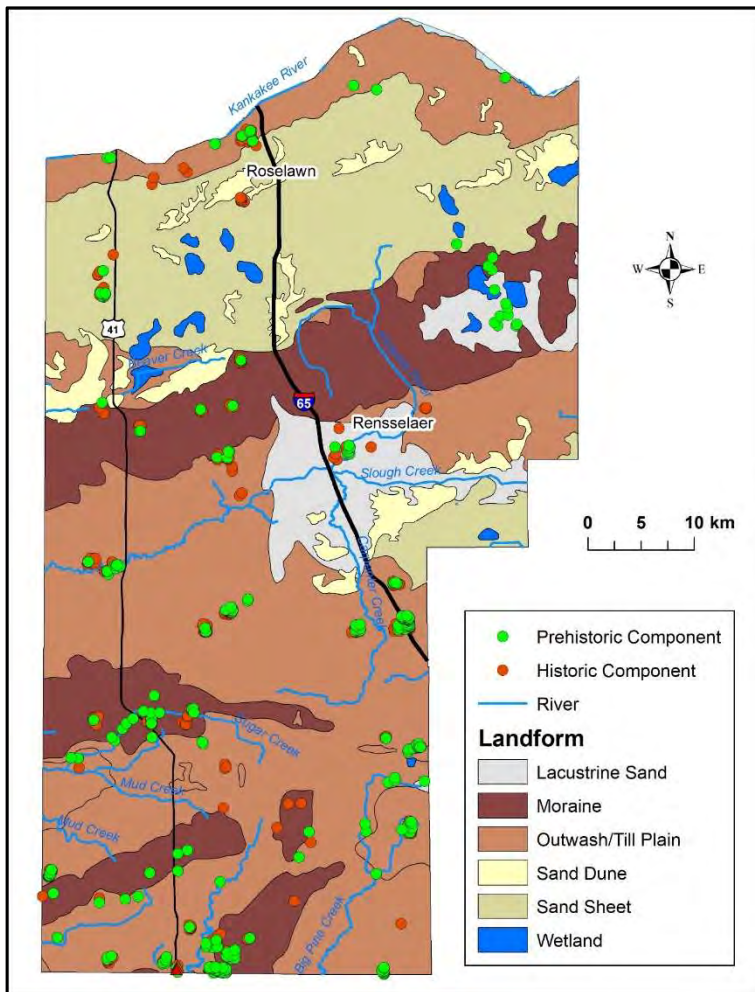 Kankakee River
Roselawn
N
W E
S
41
Beaver Creek
65
Rensselaer
Slough Creek
Carpenter Creek
0 5 10 km
Prehistoric Component
Historic Component
River
Landform
Lacustrine Sand
Moraine
Outwash/Till Plain
Sand Dune
Sand Sheet
Wetland
Sugar Creek
Mud Creek
Mud Creek
Big Pine Creek